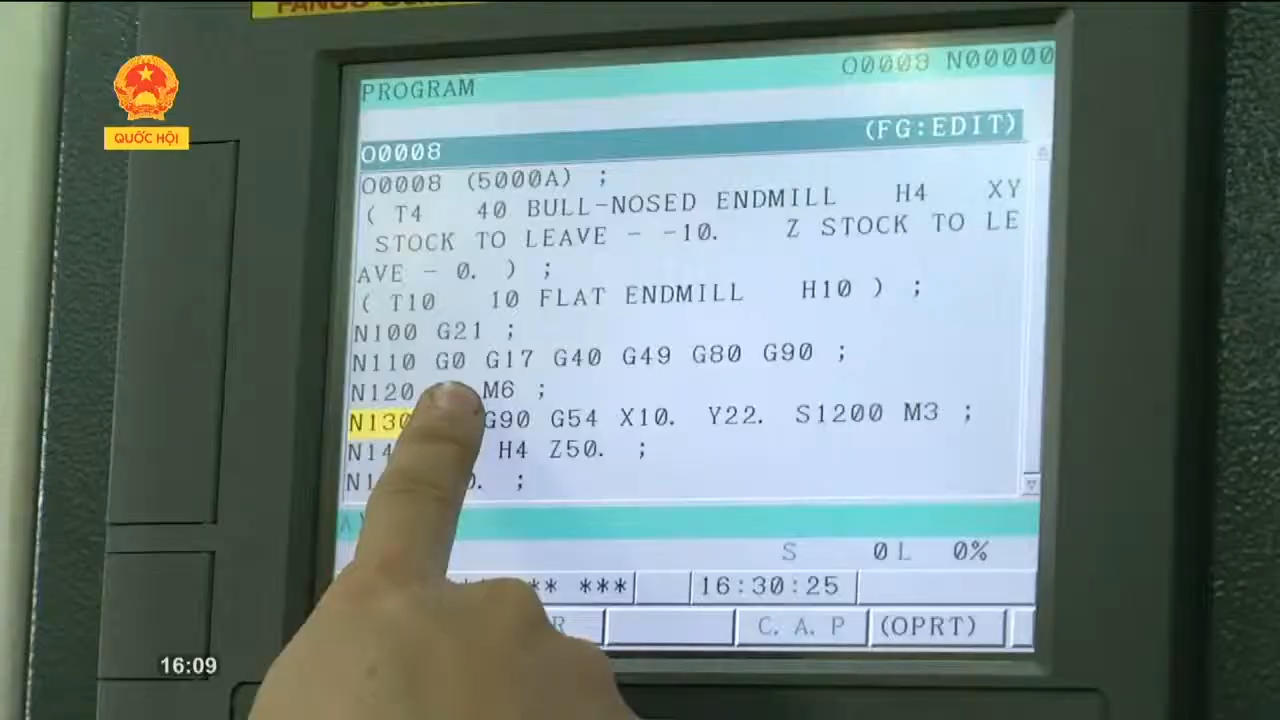 FANUC
QUỐC HỘI
PROGRAM O0008 N00000
O0008 (FG:EDIT)
O0008 (5000A) ;
( T4 40 BULL-NOSED ENDMILL H4 XY
STOCK TO LEAVE - -10. Z STOCK TO LE
AVE - 0. ) ;
( T10 10 FLAT ENDMILL H10 ) ;
N100 G21 ;
N110 G0 G17 G40 G49 G80 G90 ;
N120 M6 ;
N130 G90 G54 X10. Y22. S1200 M3 ;
H4 Z50. ;
;
S 0 L 0%
** *** 16:30:25
C. A. P (OPRT)
16:09